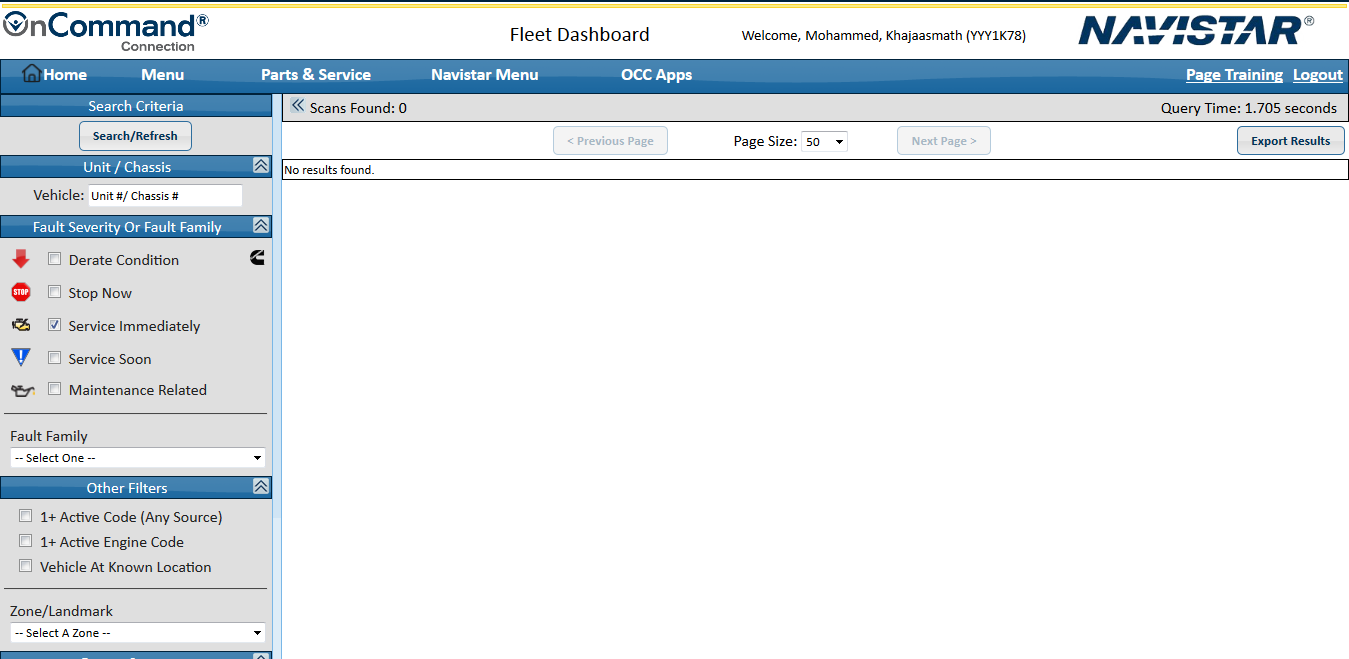 OnCommand®
Connection
Fleet Dashboard
Welcome, Mohammed, Khajaasmath (YYY1K78)
NAVISTAR®
Home Menu Parts & Service Navistar Menu OCC Apps Page Training Logout
Search Criteria
Search/Refresh
Unit / Chassis
Vehicle: Unit #/ Chassis #
Fault Severity Or Fault Family
Derate Condition
STOP Stop Now
Service Immediately
Service Soon
Maintenance Related
Fault Family
-- Select One --
Other Filters
1+ Active Code (Any Source)
1+ Active Engine Code
Vehicle At Known Location
Zone/Landmark
-- Select A Zone --
Scans Found: 0 Query Time: 1.705 seconds
< Previous Page Page Size: 50 Next Page > Export Results
No results found.